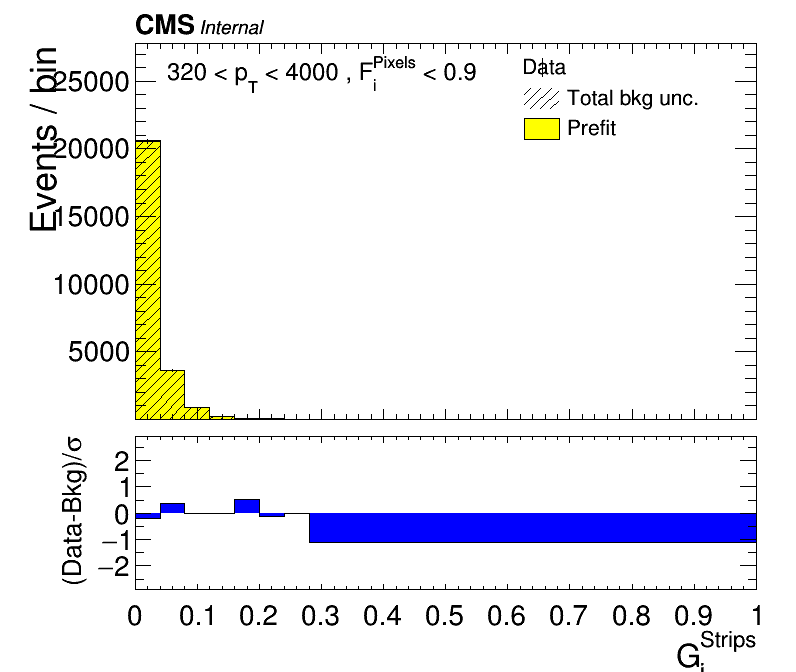 CMS Internal
320 < p_T < 4000 , F_i^Pixels < 0.9
Data
Total bkg unc.
Prefit
Events / bin
25000
20000
15000
10000
5000
(Data-Bkg)/σ
2
1
0
−1
−2
0 0.1 0.2 0.3 0.4 0.5 0.6 0.7 0.8 0.9 1
G_i^Strips